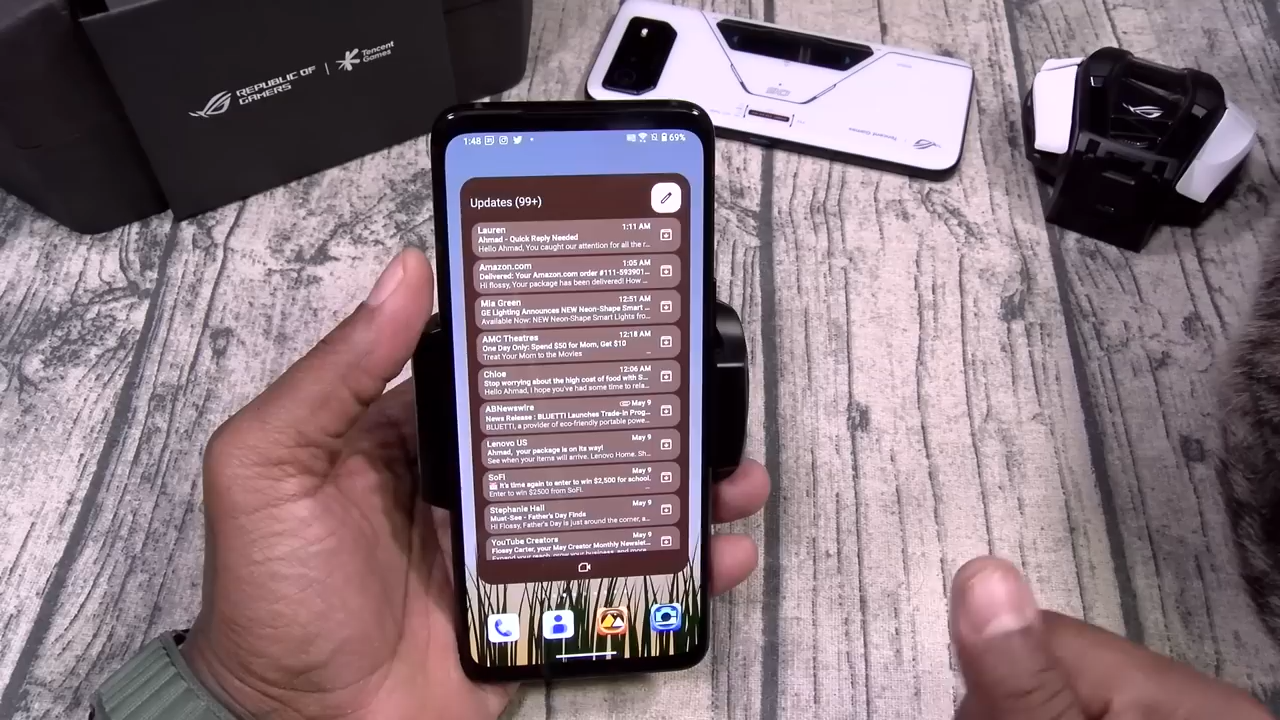 REPUBLIC OF
GAMERS
Tencent
Games
1:48
69%
Updates (99+)
Lauren 1:11 AM
Ahmad - Quick Reply Needed
Hello Ahmad, You caught our attention for all the r...
Amazon.com 1:05 AM
Delivered: Your Amazon.com order #111-593901...
Hi flossy, Your package has been delivered! How ...
Mia Green 12:51 AM
GE Lighting Announces NEW Neon-Shape Smart ...
Available Now: NEW Neon-Shape Smart Lights fro...
AMC Theatres 12:18 AM
One Day Only: Spend $50 for Mom, Get $10
Treat Your Mom to the Movies ...
Chloe 12:06 AM
Stop worrying about the high cost of food with S...
Hello Ahmad, I hope you've had some time to rela...
ABNewswire May 9
News Release : BLUETTI Launches Trade-in Prog...
BLUETTI, a provider of eco-friendly portable powe...
Lenovo US May 9
Ahmad, your package is on its way!
See when your items will arrive. Lenovo Home. Sh...
SoFi May 9
It's time again to enter to win $2,500 for school.
Enter to win $2500 from SoFi. ...
Stephanie Hall May 9
Must-See - Father's Day Finds
Hi Flossy, Father's Day is just around the corner, a...
YouTube Creators May 9
Flossy Carter, your May Creator Monthly Newslet...
Expand your reach, grow your business, and more
Tencent Games